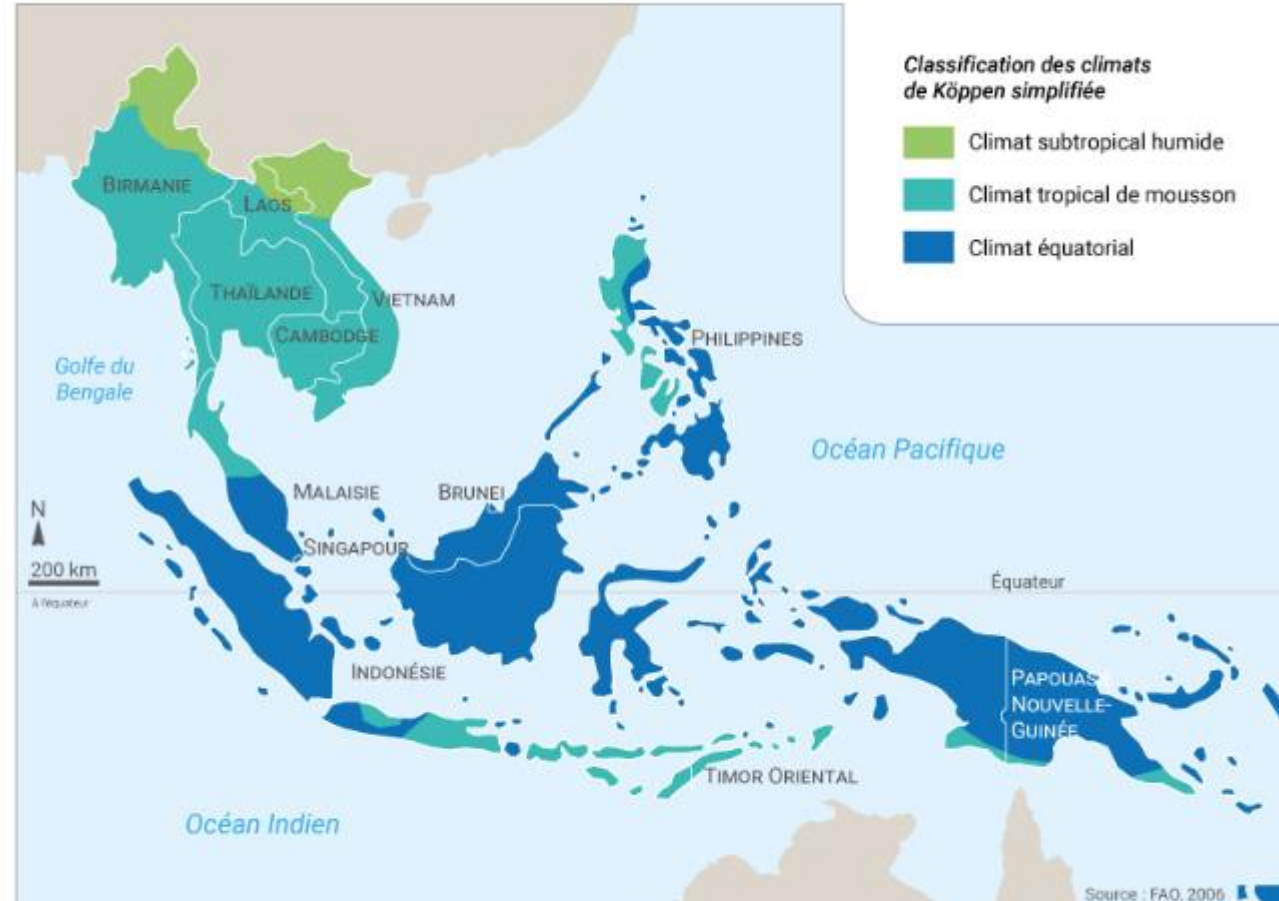 Classification des climats
de Köppen simplifiée
Climat subtropical humide
Climat tropical de mousson
Climat équatorial
BIRMANIE
LAOS
THAÏLANDE
VIETNAM
CAMBODGE
PHILIPPINES
Golfe du
Bengale
Océan Pacifique
MALAISIE
BRUNEI
N
SINGAPOUR
200 km
À l'équateur
Équateur
INDONÉSIE
PAPOUASIE
NOUVELLE-
GUINÉE
TIMOR ORIENTAL
Océan Indien
Source : FAO, 2006